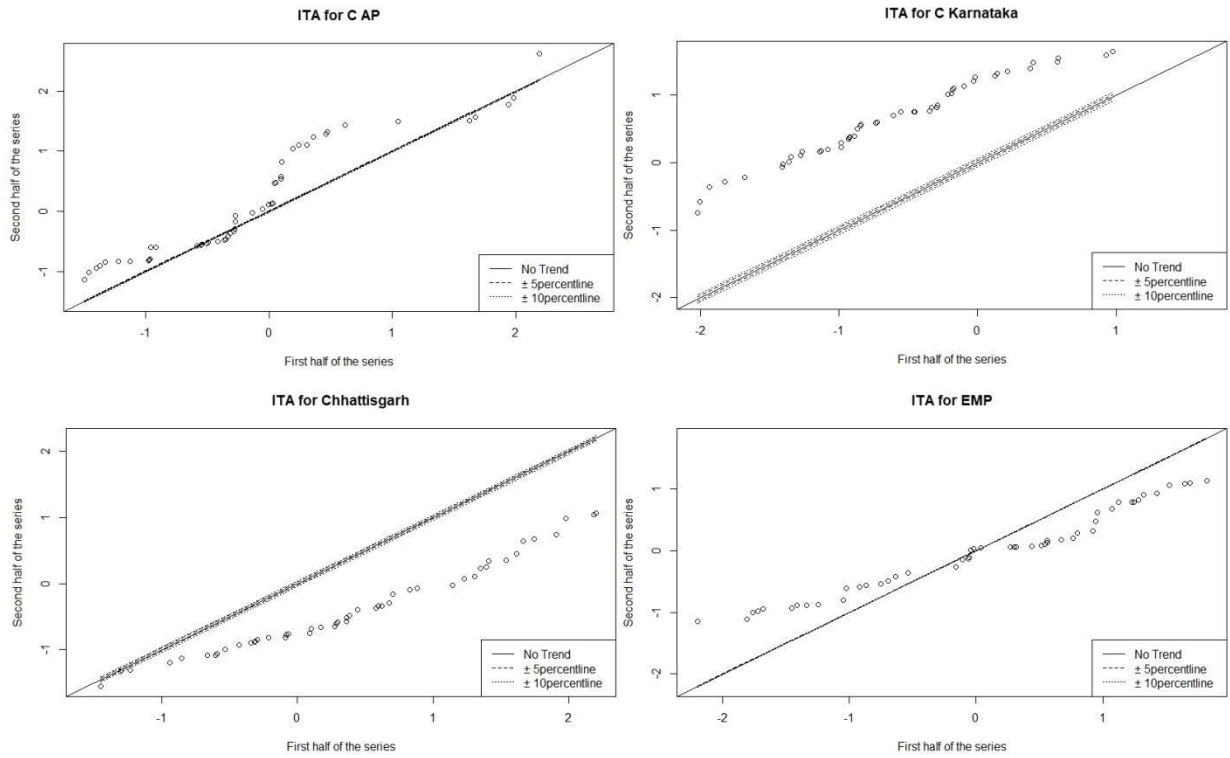 ITA for C AP
Second half of the series
2
1
0
-1
-1
0
1
2
First half of the series
No Trend
± 5percentline
± 10percentline
ITA for C Karnataka
Second half of the series
1
0
-1
-2
-2
-1
0
1
First half of the series
No Trend
± 5percentline
± 10percentline
ITA for Chhattisgarh
Second half of the series
2
1
0
-1
-1
0
1
2
First half of the series
No Trend
± 5percentline
± 10percentline
ITA for EMP
Second half of the series
1
0
-1
-2
-2
-1
0
1
First half of the series
No Trend
± 5percentline
± 10percentline